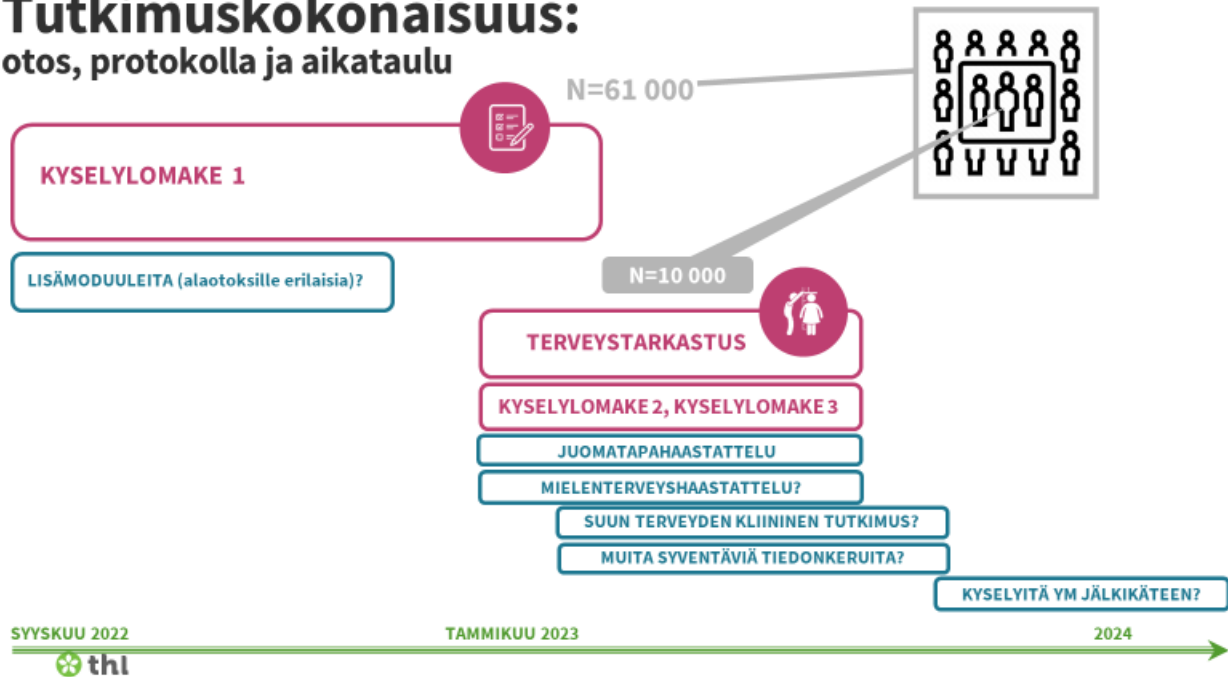 Tutkimuskokonaisuus:
otos, protokolla ja aikataulu
N=61 000
KYSELYLOMAKE 1
LISÄMODUULEITA (alaotoksille erilaisia)?
N=10 000
TERVEYSTARKASTUS
KYSELYLOMAKE 2, KYSELYLOMAKE 3
JUOMATAPAHAASTATTELU
MIELENTERVEYSHAASTATTELU?
SUUN TERVEYDEN KLIININEN TUTKIMUS?
MUITA SYVENTÄVIÄ TIEDONKERUITA?
KYSELYITÄ YM JÄLKIKÄTEEN?
SYYSKUU 2022
TAMMIKUU 2023
2024
thl